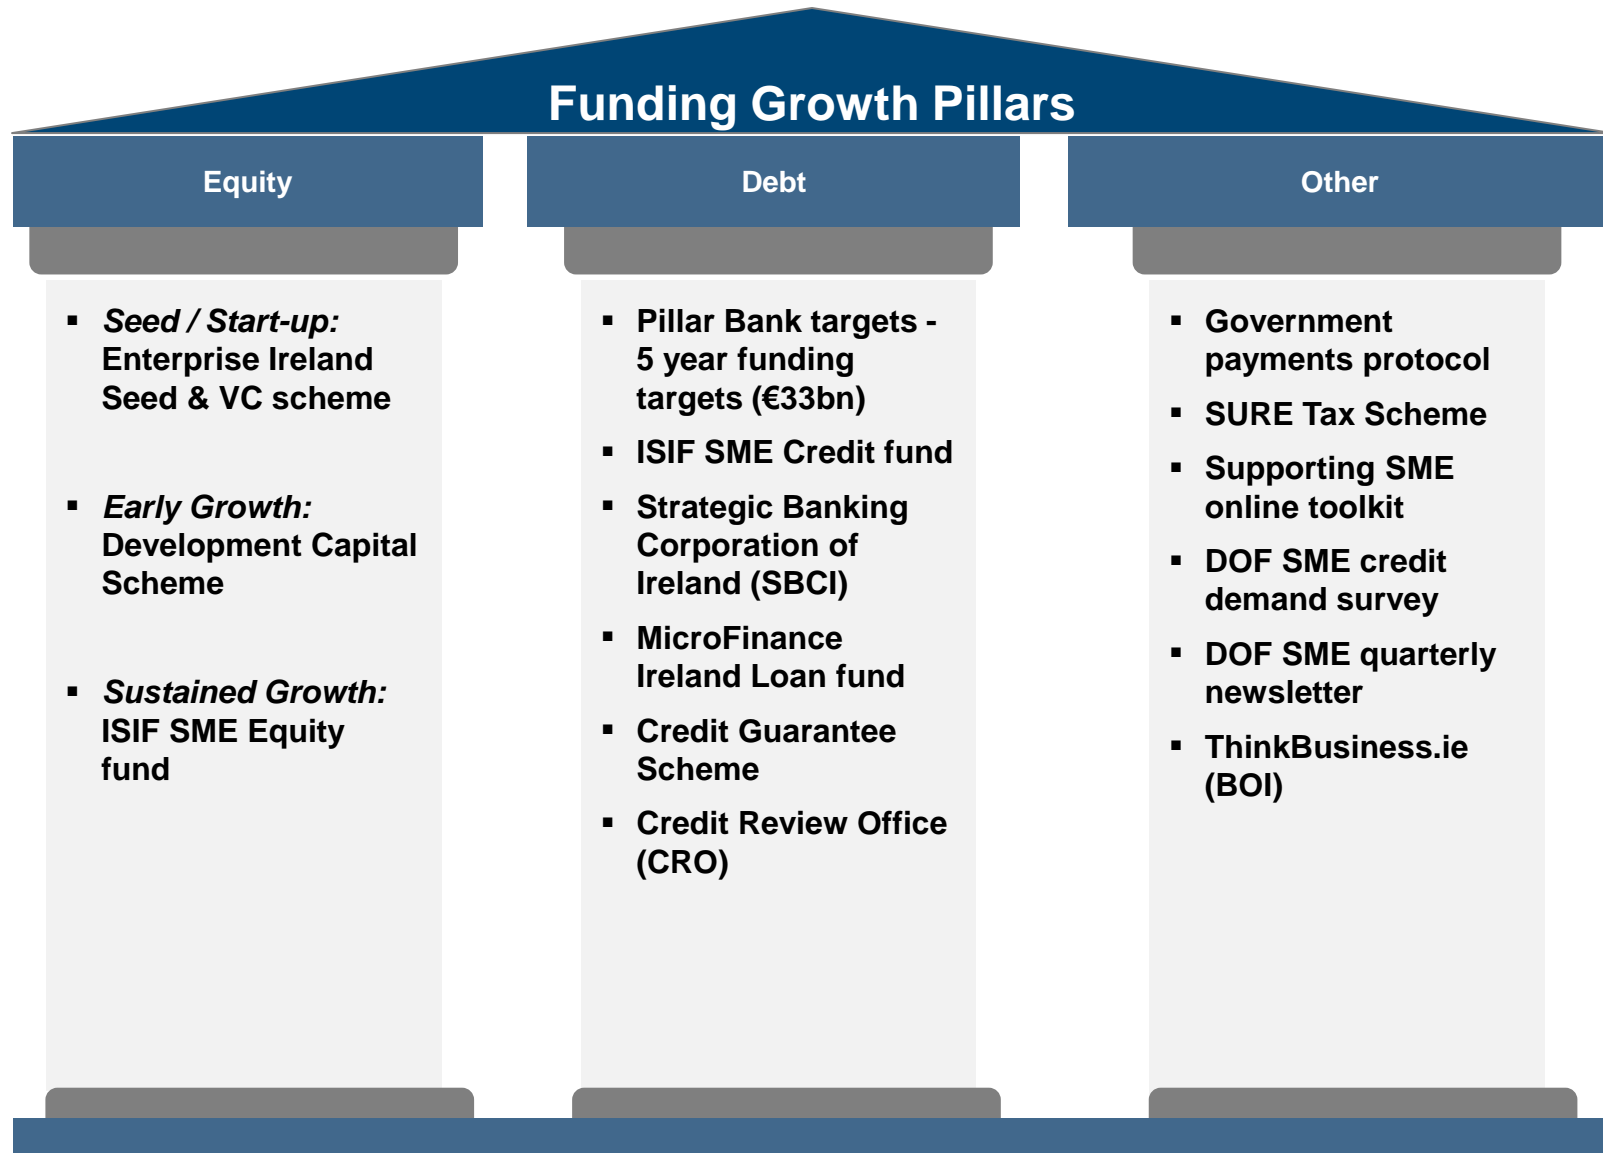 Funding Growth Pillars
Equity
Debt
Other
▪ Seed / Start-up:
Enterprise Ireland
Seed & VC scheme
▪ Early Growth:
Development Capital
Scheme
▪ Sustained Growth:
ISIF SME Equity
fund
▪ Pillar Bank targets -
5 year funding
targets (€33bn)
▪ ISIF SME Credit fund
▪ Strategic Banking
Corporation of
Ireland (SBCI)
▪ MicroFinance
Ireland Loan fund
▪ Credit Guarantee
Scheme
▪ Credit Review Office
(CRO)
▪ Government
payments protocol
▪ SURE Tax Scheme
▪ Supporting SME
online toolkit
▪ DOF SME credit
demand survey
▪ DOF SME quarterly
newsletter
▪ ThinkBusiness.ie
(BOI)